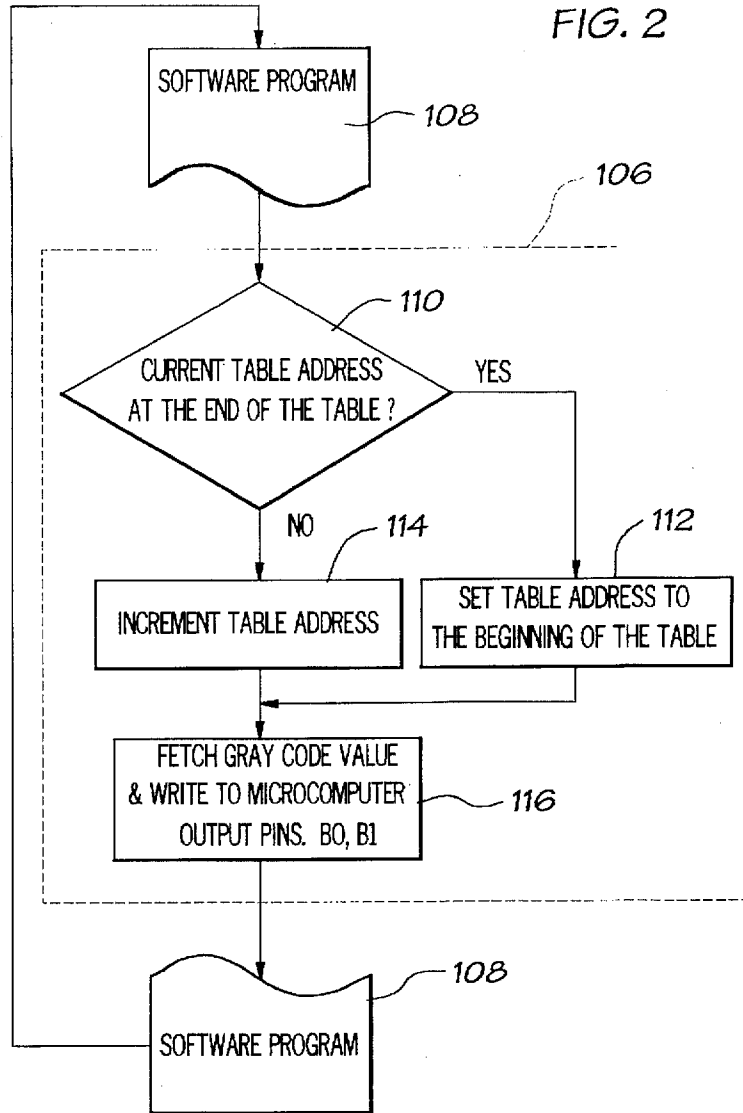 FIG. 2
SOFTWARE PROGRAM
108
106
110
CURRENT TABLE ADDRESS
AT THE END OF THE TABLE ?
YES
NO
114
112
INCREMENT TABLE ADDRESS
SET TABLE ADDRESS TO
THE BEGINNING OF THE TABLE
FETCH GRAY CODE VALUE
& WRITE TO MICROCOMPUTER
OUTPUT PINS. B0, B1
116
108
SOFTWARE PROGRAM